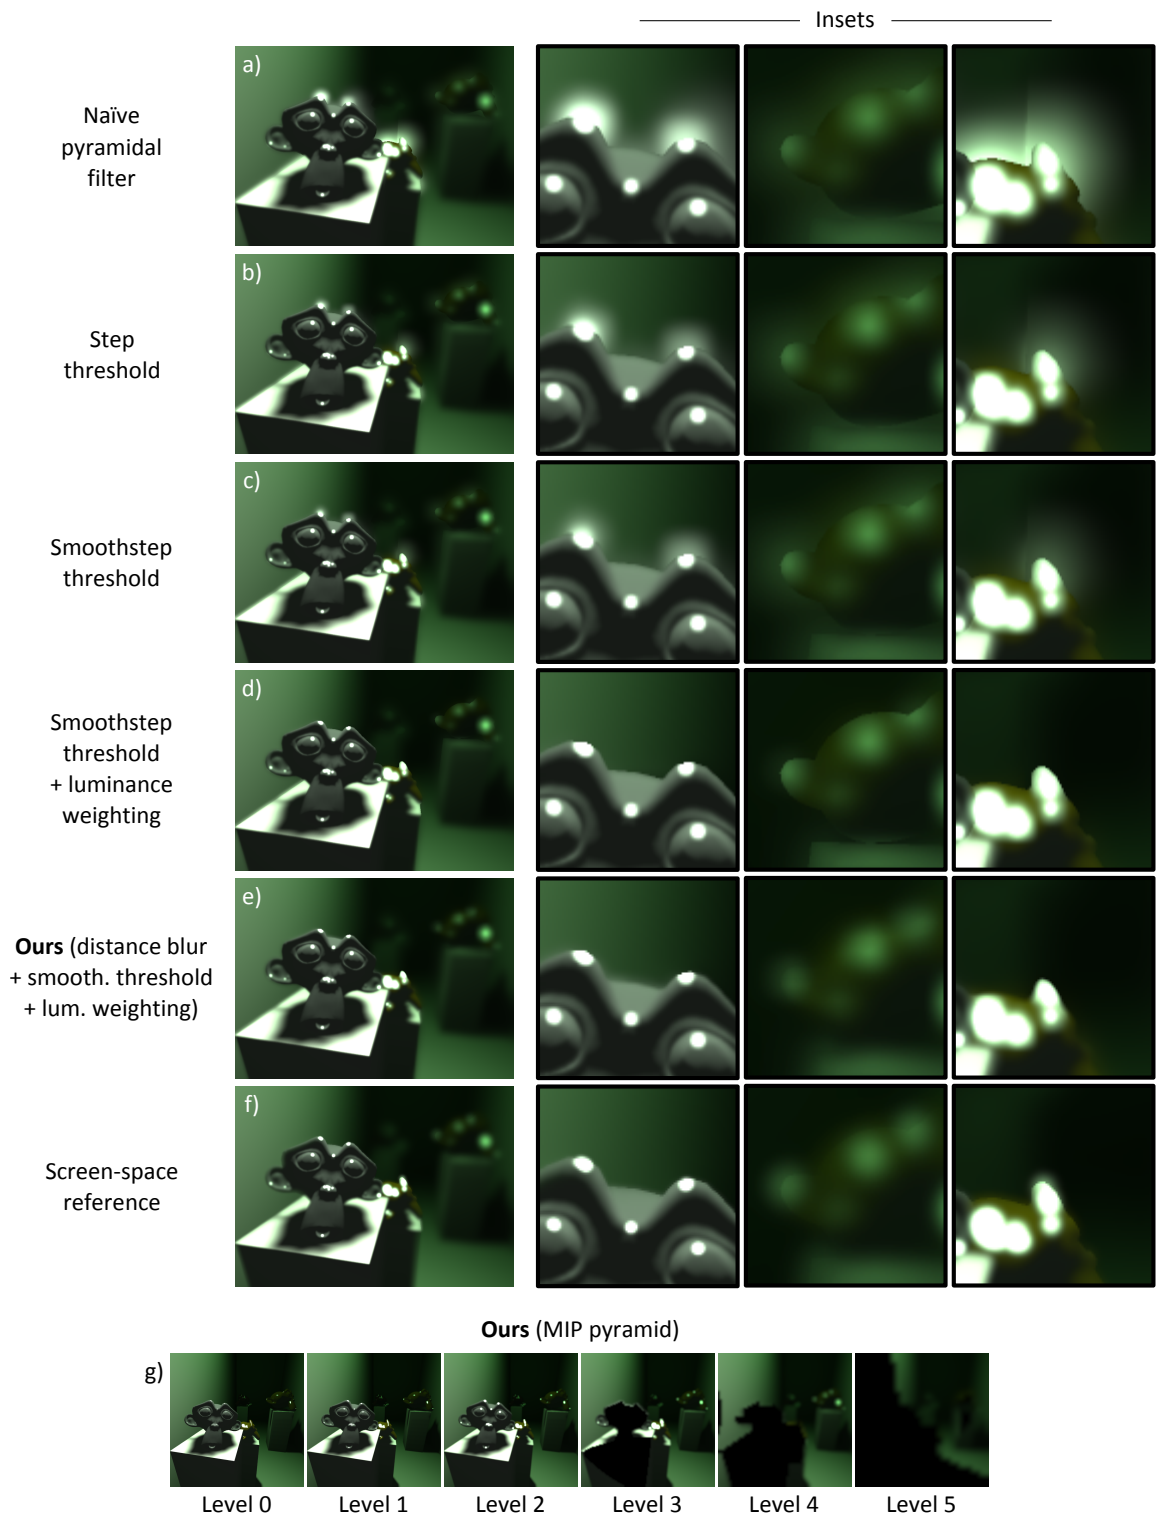 Insets
a)
Naïve
pyramidal
filter
b)
Step
threshold
c)
Smoothstep
threshold
d)
Smoothstep
threshold
+ luminance
weighting
e)
Ours (distance blur
+ smooth. threshold
+ lum. weighting)
f)
Screen-space
reference
Ours (MIP pyramid)
g)
Level 0 Level 1 Level 2 Level 3 Level 4 Level 5